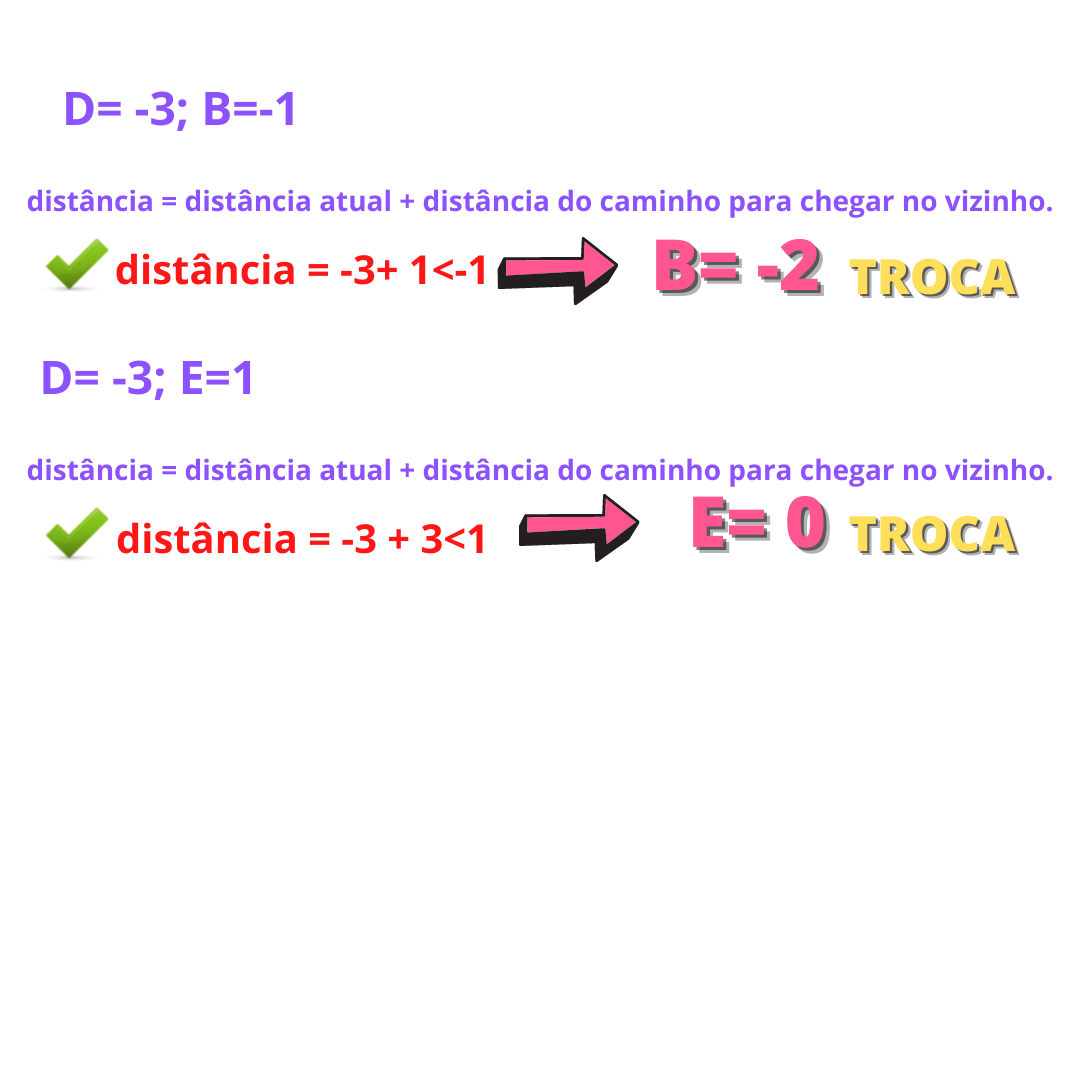 D= -3; B=-1
distância = distância atual + distância do caminho para chegar no vizinho.
distância = -3+ 1<-1 B= -2 TROCA
D= -3; E=1
distância = distância atual + distância do caminho para chegar no vizinho.
distância = -3 + 3<1 E= 0 TROCA